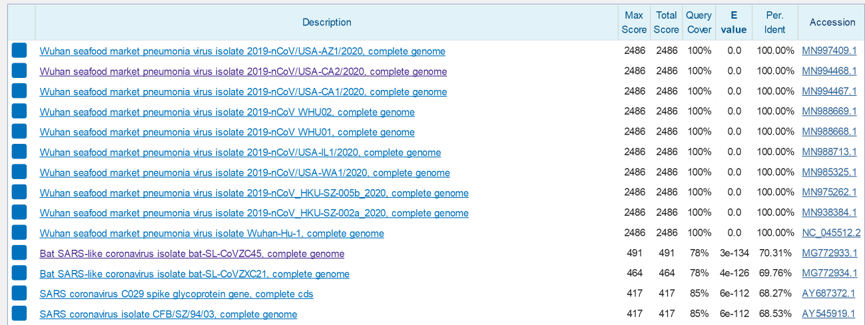 Description Max Score Total Score Query Cover E value Per. Ident Accession
Wuhan seafood market pneumonia virus isolate 2019-nCoV/USA-AZ1/2020, complete genome 2486 2486 100% 0.0 100.00% MN997409.1
Wuhan seafood market pneumonia virus isolate 2019-nCoV/USA-CA2/2020, complete genome 2486 2486 100% 0.0 100.00% MN994468.1
Wuhan seafood market pneumonia virus isolate 2019-nCoV/USA-CA1/2020, complete genome 2486 2486 100% 0.0 100.00% MN994467.1
Wuhan seafood market pneumonia virus isolate 2019-nCoV WHU02, complete genome 2486 2486 100% 0.0 100.00% MN988669.1
Wuhan seafood market pneumonia virus isolate 2019-nCoV WHU01, complete genome 2486 2486 100% 0.0 100.00% MN988668.1
Wuhan seafood market pneumonia virus isolate 2019-nCoV/USA-IL1/2020, complete genome 2486 2486 100% 0.0 100.00% MN988713.1
Wuhan seafood market pneumonia virus isolate 2019-nCoV/USA-WA1/2020, complete genome 2486 2486 100% 0.0 100.00% MN985325.1
Wuhan seafood market pneumonia virus isolate 2019-nCoV_HKU-SZ-005b_2020, complete genome 2486 2486 100% 0.0 100.00% MN975262.1
Wuhan seafood market pneumonia virus isolate 2019-nCoV_HKU-SZ-002a_2020, complete genome 2486 2486 100% 0.0 100.00% MN938384.1
Wuhan seafood market pneumonia virus isolate Wuhan-Hu-1, complete genome 2486 2486 100% 0.0 100.00% NC_045512.2
Bat SARS-like coronavirus isolate bat-SL-CoVZC45, complete genome 491 491 78% 3e-134 70.31% MG772933.1
Bat SARS-like coronavirus isolate bat-SL-CoVZXC21, complete genome 464 464 78% 4e-126 69.76% MG772934.1
SARS coronavirus C029 spike glycoprotein gene, complete cds 417 417 85% 6e-112 68.27% AY687372.1
SARS coronavirus isolate CFB/SZ/94/03, complete genome 417 417 85% 6e-112 68.53% AY545919.1